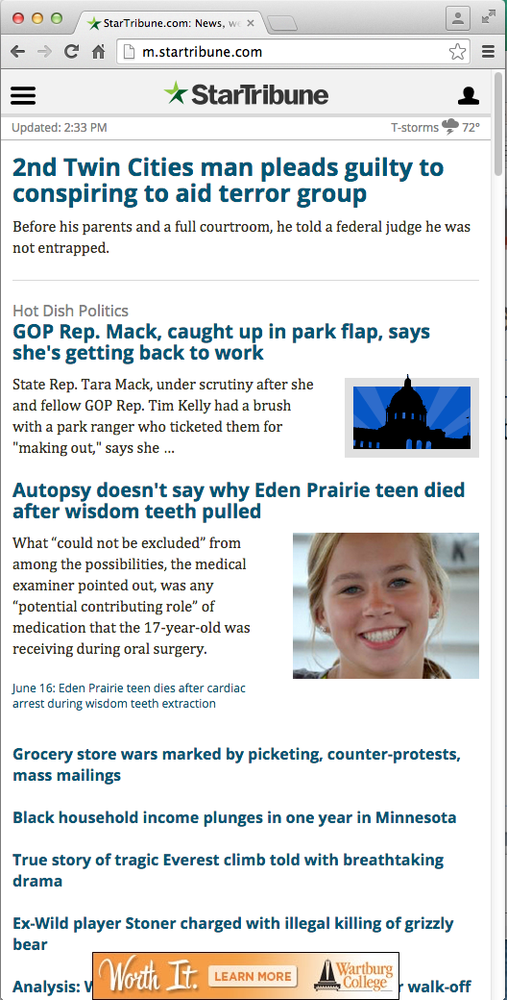 StarTribune.com: News, we
m.startribune.com
StarTribune
Updated: 2:33 PM T-storms 72°
2nd Twin Cities man pleads guilty to
conspiring to aid terror group
Before his parents and a full courtroom, he told a federal judge he was
not entrapped.
Hot Dish Politics
GOP Rep. Mack, caught up in park flap, says
she's getting back to work
State Rep. Tara Mack, under scrutiny after she
and fellow GOP Rep. Tim Kelly had a brush
with a park ranger who ticketed them for
"making out," says she ...
Autopsy doesn't say why Eden Prairie teen died
after wisdom teeth pulled
What “could not be excluded” from
among the possibilities, the medical
examiner pointed out, was any
“potential contributing role” of
medication that the 17-year-old was
receiving during oral surgery.
June 16: Eden Prairie teen dies after cardiac
arrest during wisdom teeth extraction
Grocery store wars marked by picketing, counter-protests,
mass mailings
Black household income plunges in one year in Minnesota
True story of tragic Everest climb told with breathtaking
drama
Ex-Wild player Stoner charged with illegal killing of grizzly
bear
Analysis: walk-off
Worth It. LEARN MORE Wartburg
College